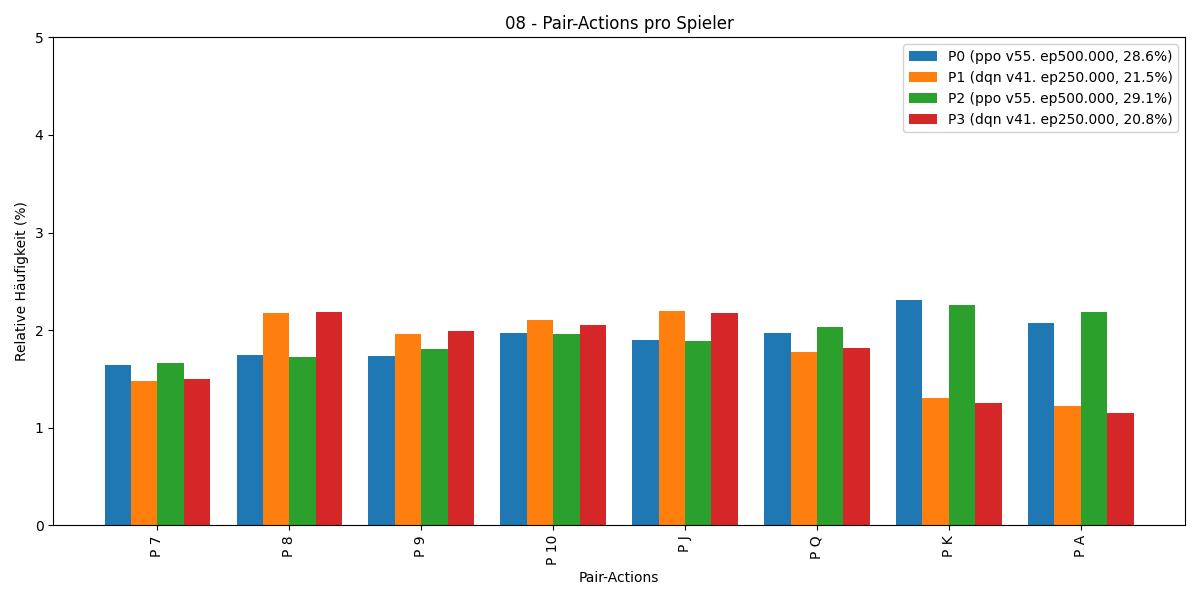 08 - Pair-Actions pro Spieler
5
4
3
2
1
0
Relative Häufigkeit (%)
P0 (ppo v55. ep500.000, 28.6%)
P1 (dqn v41. ep250.000, 21.5%)
P2 (ppo v55. ep500.000, 29.1%)
P3 (dqn v41. ep250.000, 20.8%)
P 7
P 8
P 9
P 10
P J
P Q
P K
P A
Pair-Actions